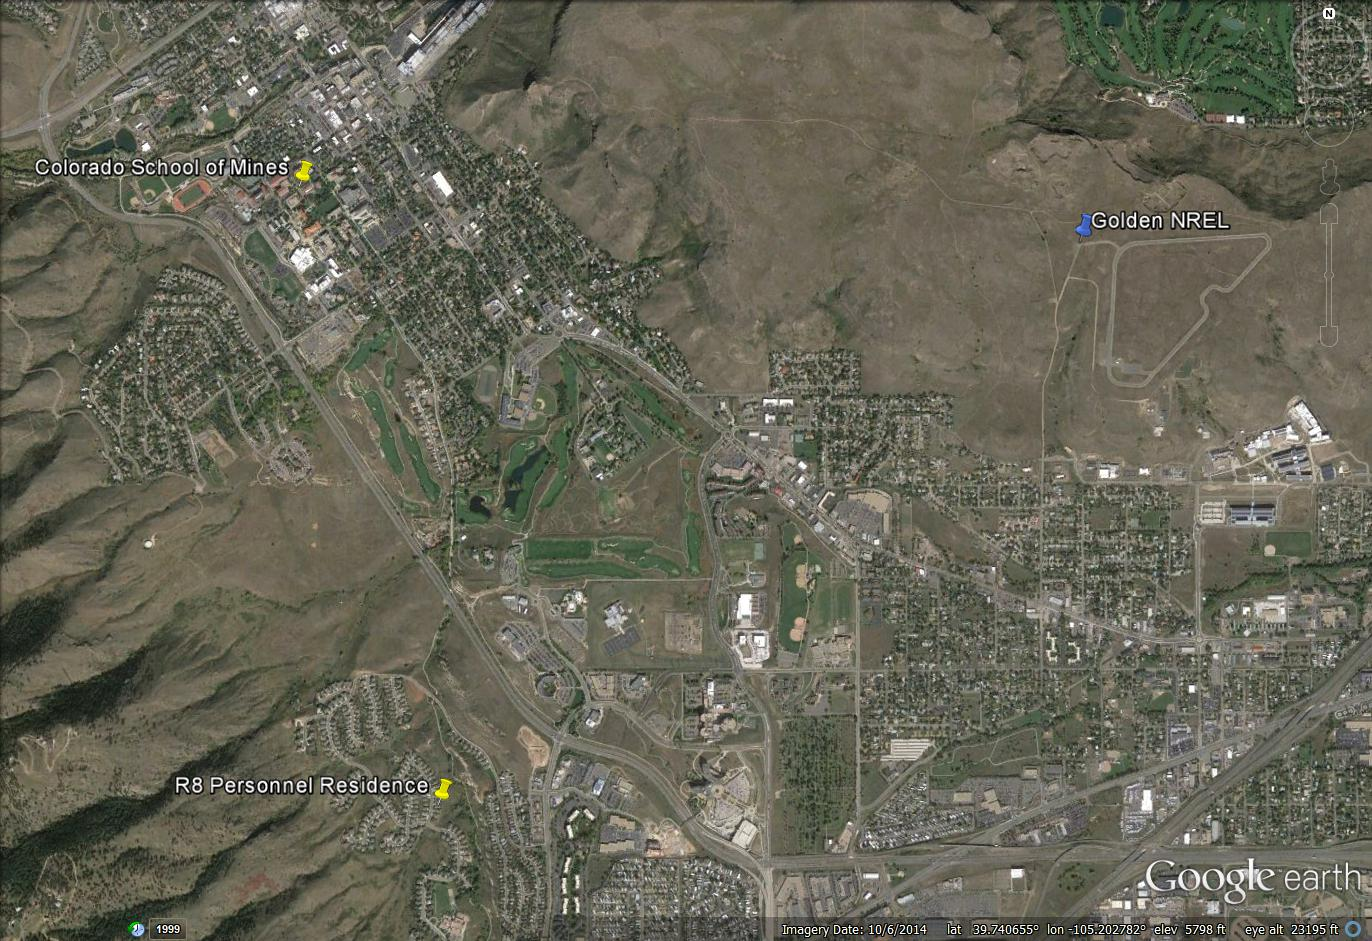 N
Colorado School of Mines
Golden NREL
R8 Personnel Residence
Google earth
1999
Imagery Date: 10/6/2014 lat 39.740655° lon -105.202782° elev 5798 ft eye alt 23195 ft